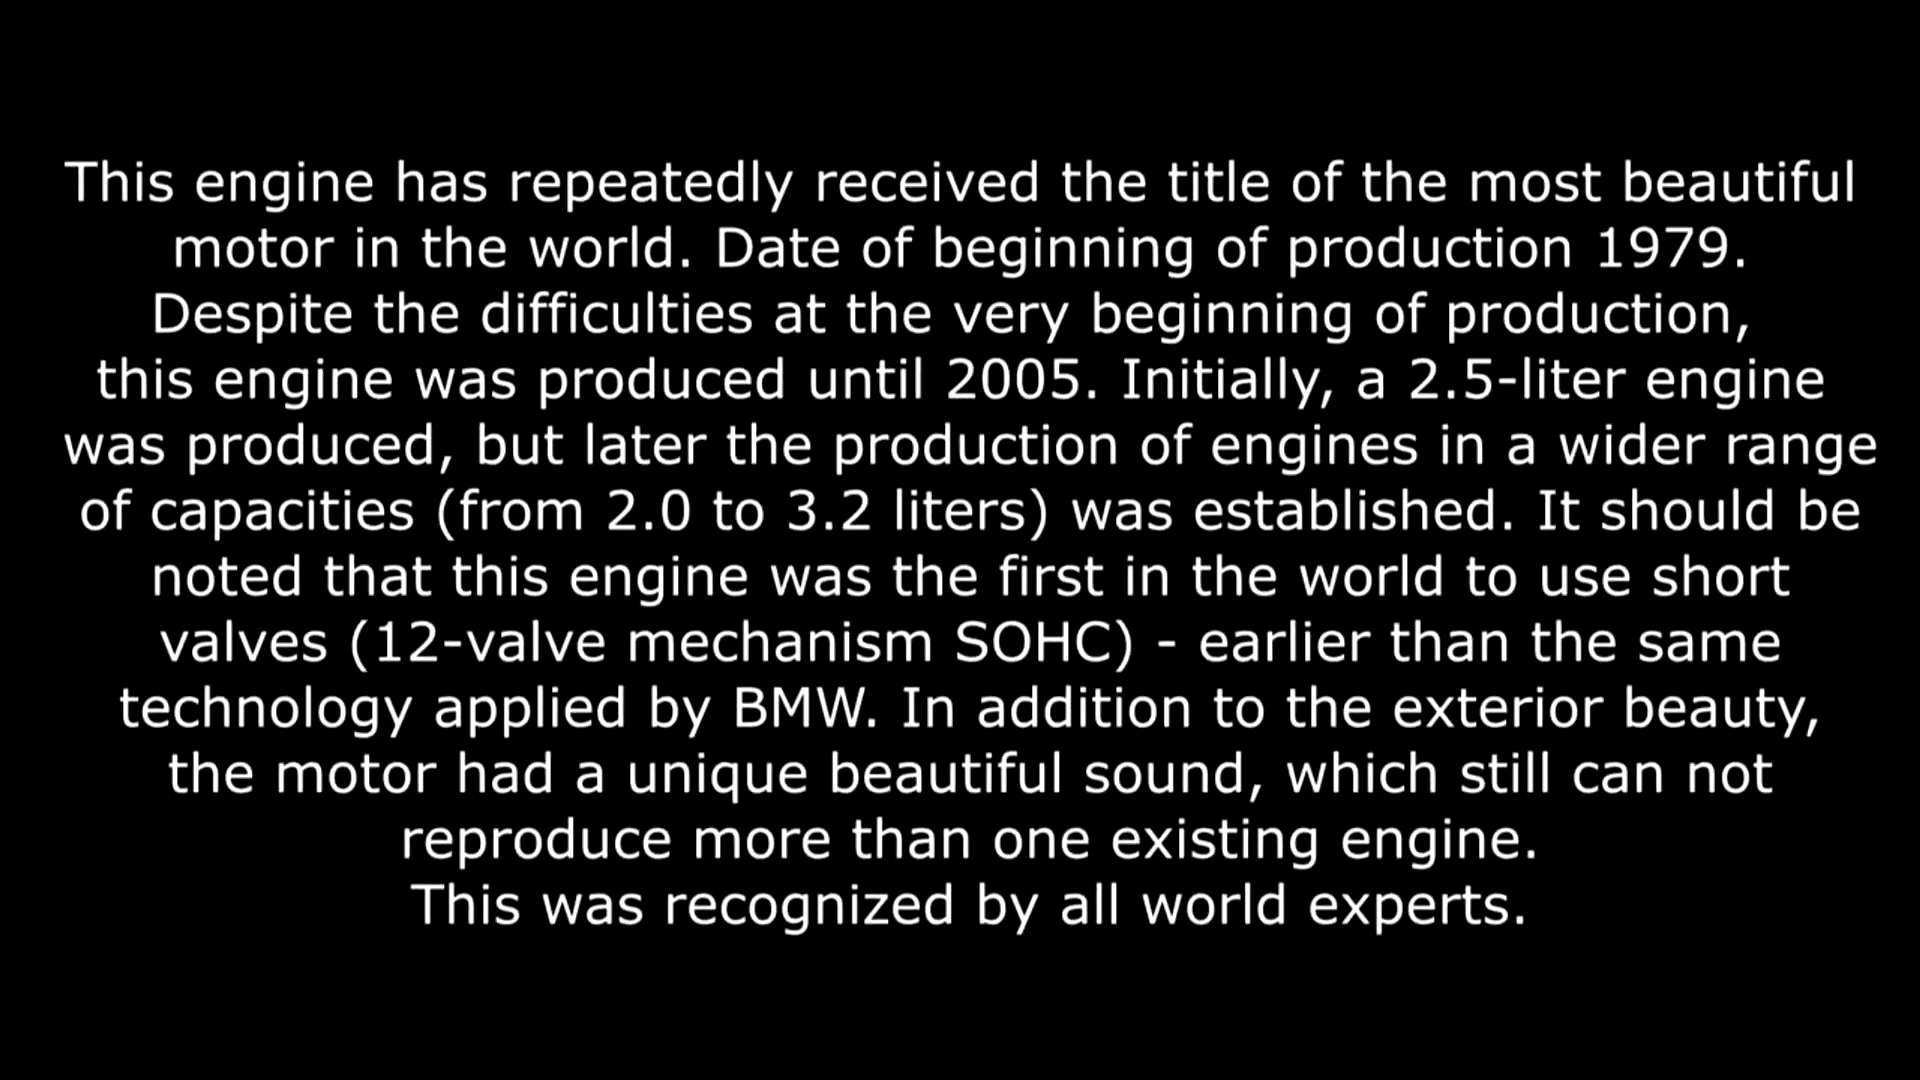 This engine has repeatedly received the title of the most beautiful
motor in the world. Date of beginning of production 1979.
Despite the difficulties at the very beginning of production,
this engine was produced until 2005. Initially, a 2.5-liter engine
was produced, but later the production of engines in a wider range
of capacities (from 2.0 to 3.2 liters) was established. It should be
noted that this engine was the first in the world to use short
valves (12-valve mechanism SOHC) - earlier than the same
technology applied by BMW. In addition to the exterior beauty,
the motor had a unique beautiful sound, which still can not
reproduce more than one existing engine.
This was recognized by all world experts.